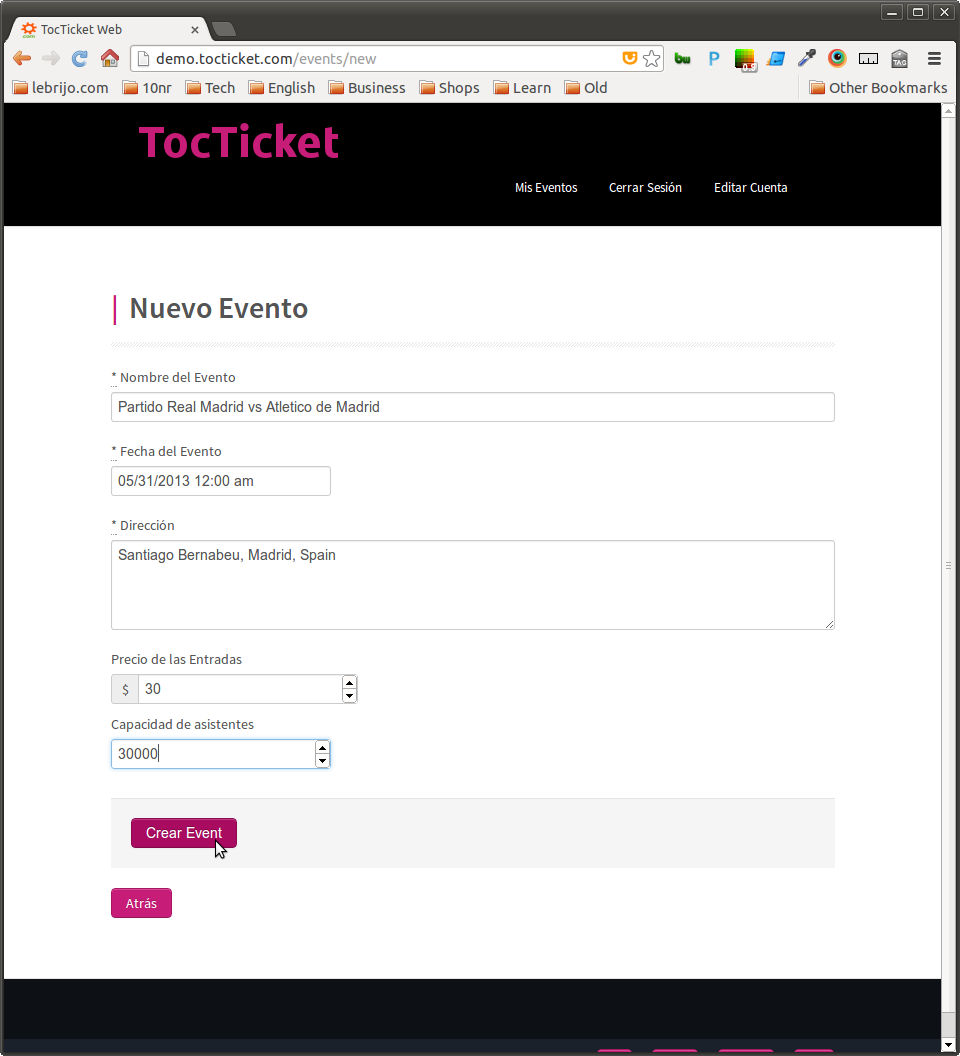 TocTicket Web
demo.tocticket.com/events/new
lebrijo.com 10nr Tech English Business Shops Learn Old Other Bookmarks
TocTicket
Mis Eventos Cerrar Sesión Editar Cuenta
Nuevo Evento
* Nombre del Evento
Partido Real Madrid vs Atletico de Madrid
* Fecha del Evento
05/31/2013 12:00 am
* Dirección
Santiago Bernabeu, Madrid, Spain
Precio de las Entradas
$ 30
Capacidad de asistentes
30000
Crear Event
Atrás